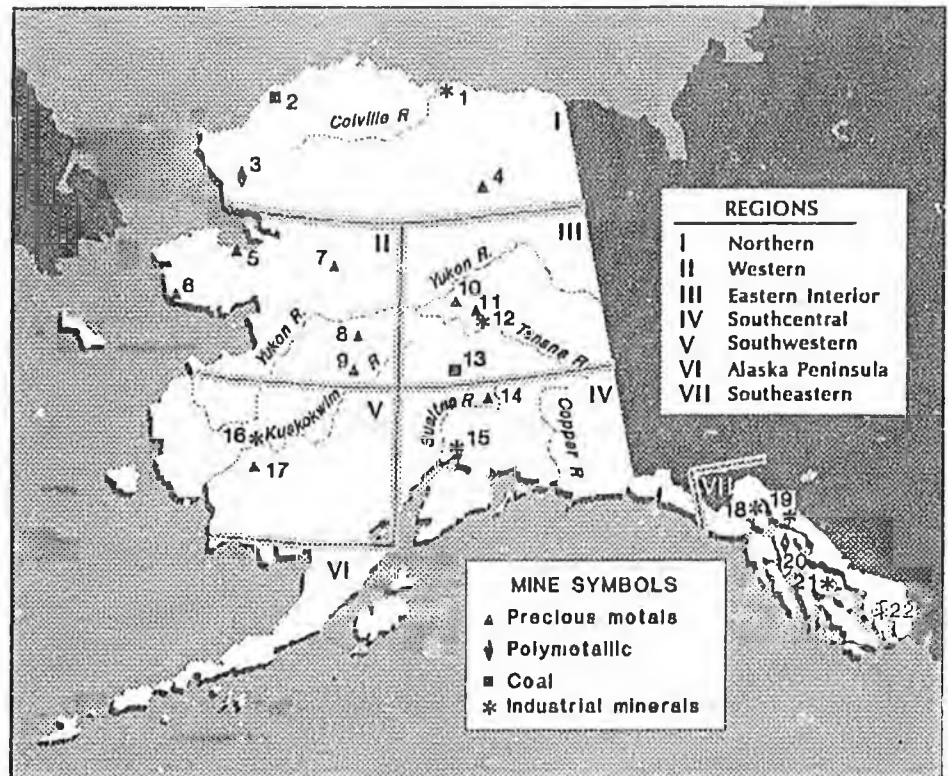 1
2
Colville R
I
3
4
REGIONS
I Northern
II Western
III Eastern Interior
IV Southcentral
V Southwestern
VI Alaska Peninsula
VII Southeastern
II
III
5
7
6
Yukon R.
10
11
12
8
Yukon R
Tanana R.
9
R
13
V
14
IV
Susitna R.
Kuskokwim
16
15
Copper R
17
VII
18
19
VI
20
21
22
MINE SYMBOLS
Precious metals
Polymetallic
Coal
Industrial minerals